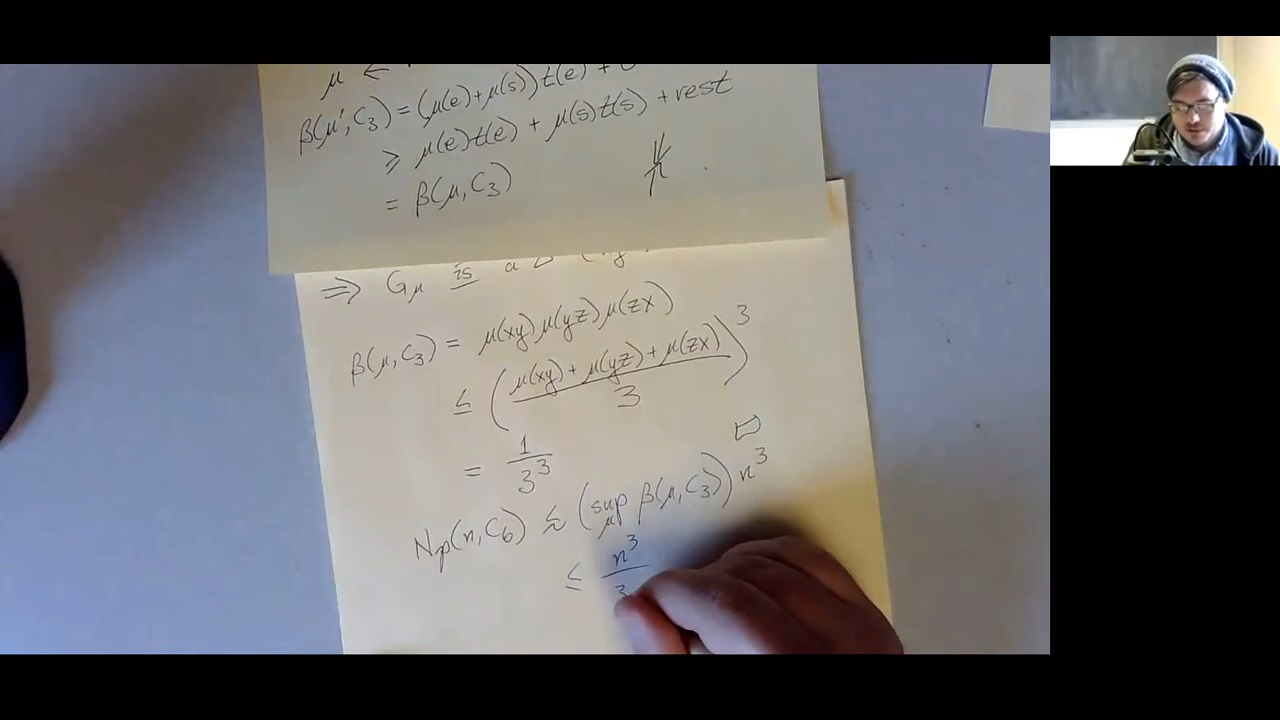 μ ←
β(μ', C₃) = (μ(e) + μ(s)) t(e) +
≥ μ(e)t(e) + μ(s)t(s) + rest
= β(μ, C₃)
⇒ G_μ is a Δ
β(μ, C₃) = μ(xy)μ(yz)μ(zx)
≤ ((μ(xy) + μ(yz) + μ(zx))/3)³
= 1/3³ □
N_p(n, C₆) ≲ (sup_μ β(μ, C₃)) n³
≤ n³/3